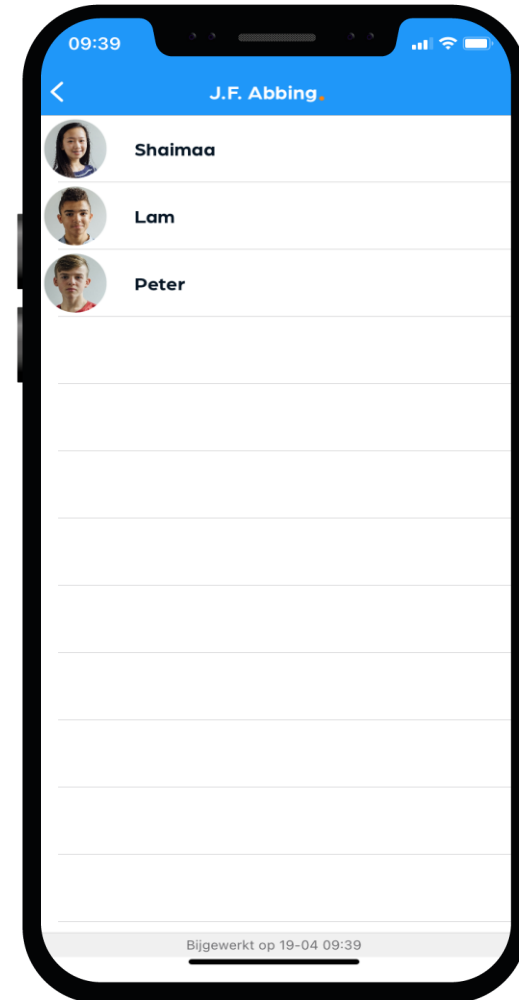 09:39
J.F. Abbing.
Shaimaa
Lam
Peter
Bijgewerkt op 19-04 09:39